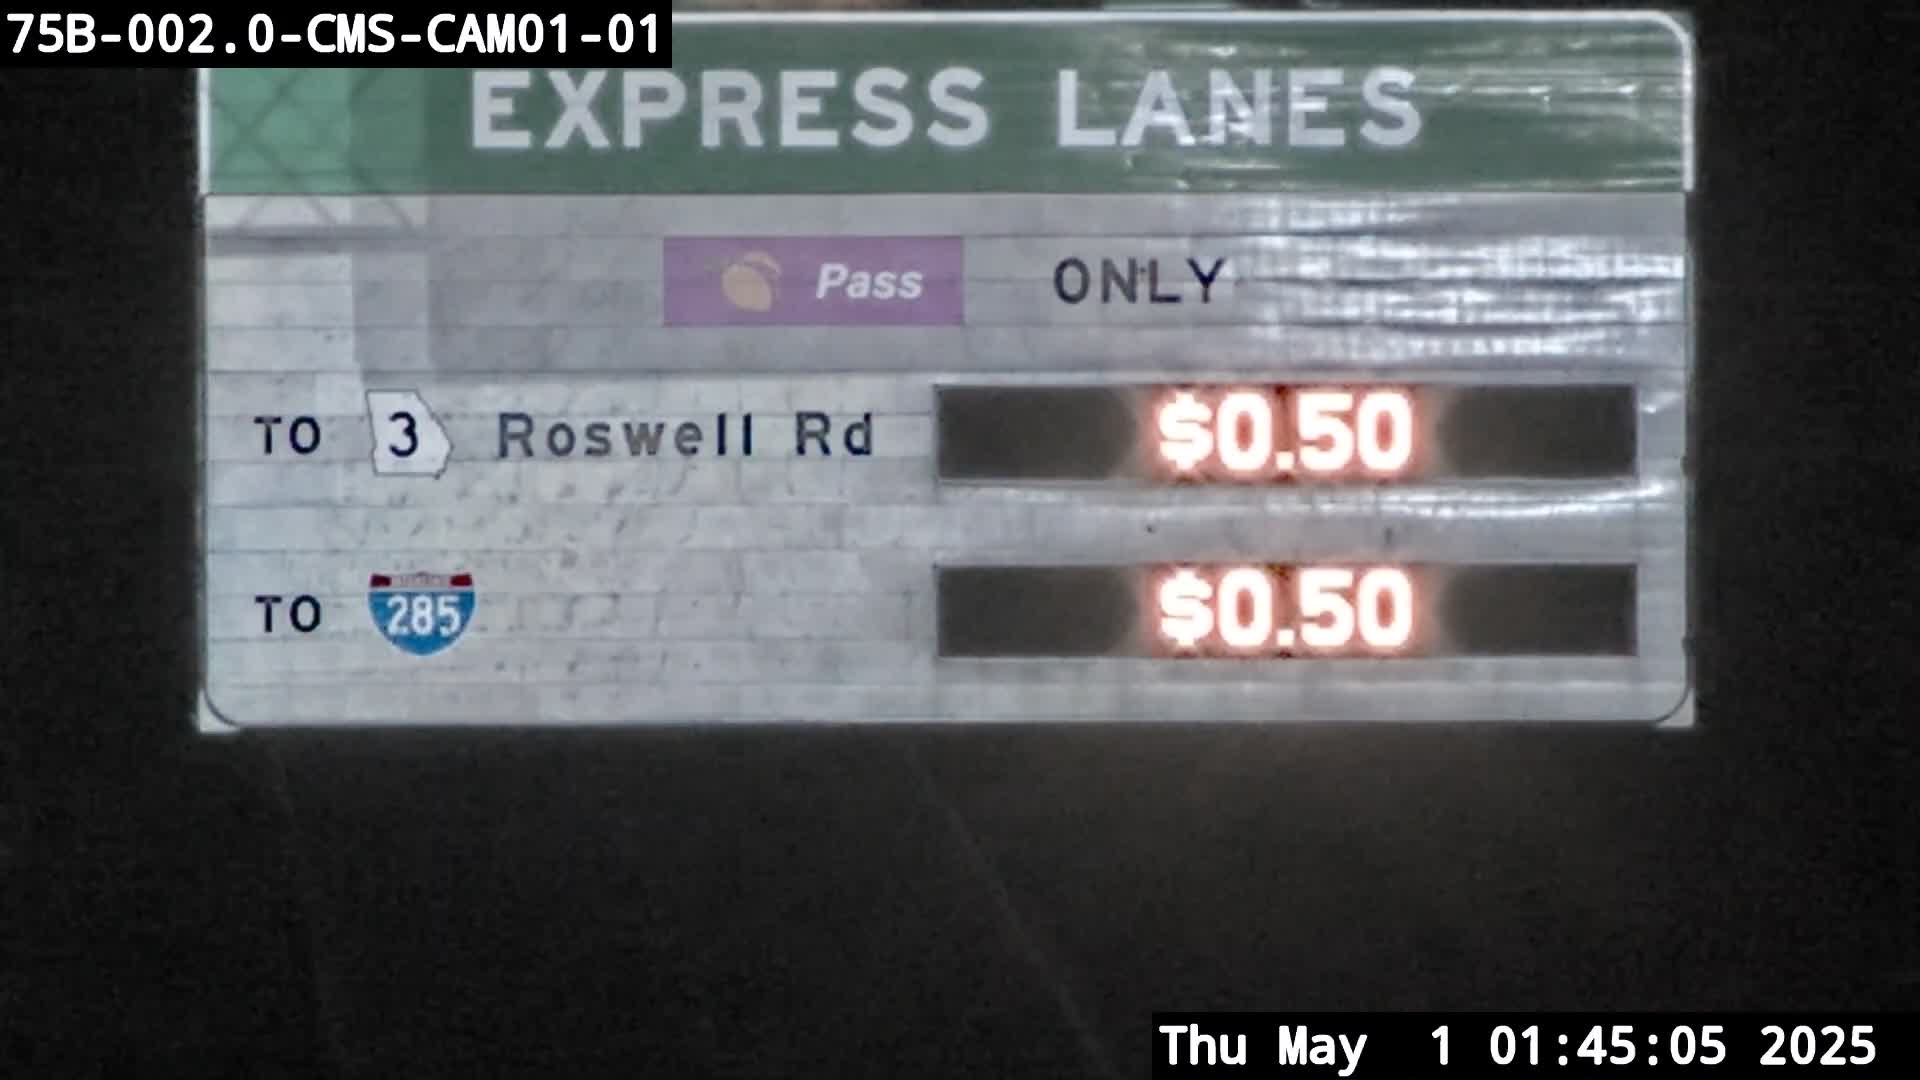 75B-002.0-CMS-CAM01-01
EXPRESS LANES
Pass ONLY
TO 3 Roswell Rd $0.50
TO 285 $0.50
Thu May 1 01:45:05 2025